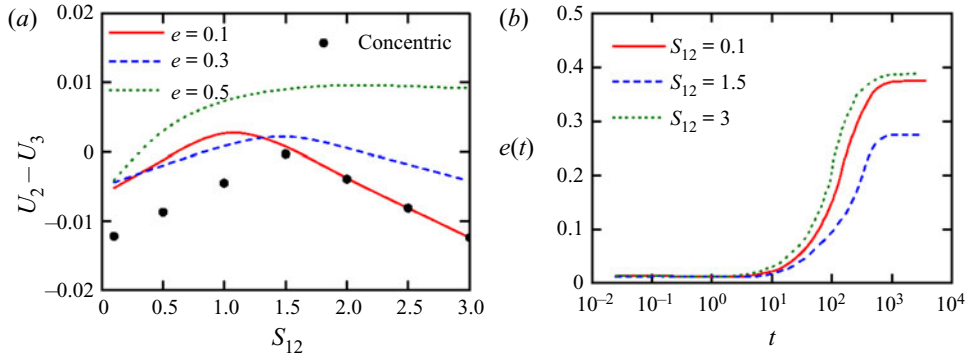 (a)
e = 0.1
e = 0.3
e = 0.5
Concentric
0.02
0.01
0
–0.01
–0.02
U2 – U3
0 0.5 1.0 1.5 2.0 2.5 3.0
S12
(b)
S12 = 0.1
S12 = 1.5
S12 = 3
0.5
0.4
0.3
0.2
0.1
0
e(t)
10–2 10–1 100 101 102 103 104
t